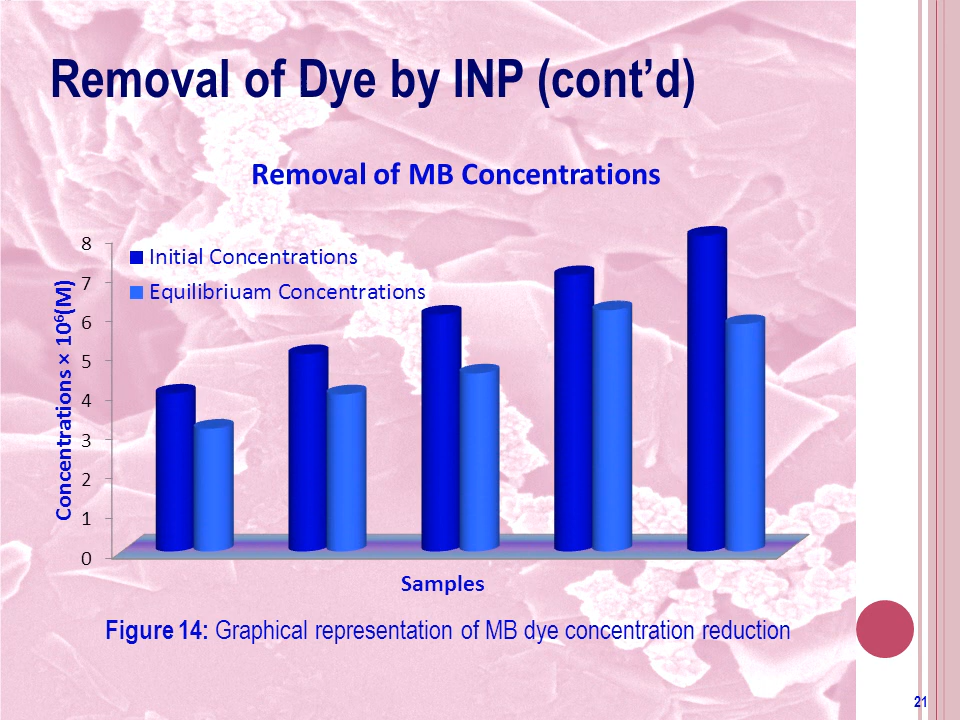 Removal of Dye by INP (cont’d)
Removal of MB Concentrations
Initial Concentrations
Equilibriuam Concentrations
Concentrations × 10⁶(M)
8
7
6
5
4
3
2
1
0
Samples
Figure 14: Graphical representation of MB dye concentration reduction
21